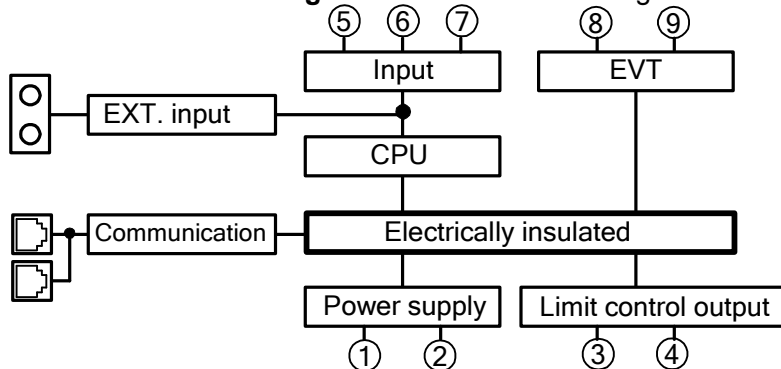 ⑤ ⑥ ⑦ ⑧ ⑨
Input EVT
EXT. input
CPU
Communication Electrically insulated
Power supply Limit control output
① ② ③ ④